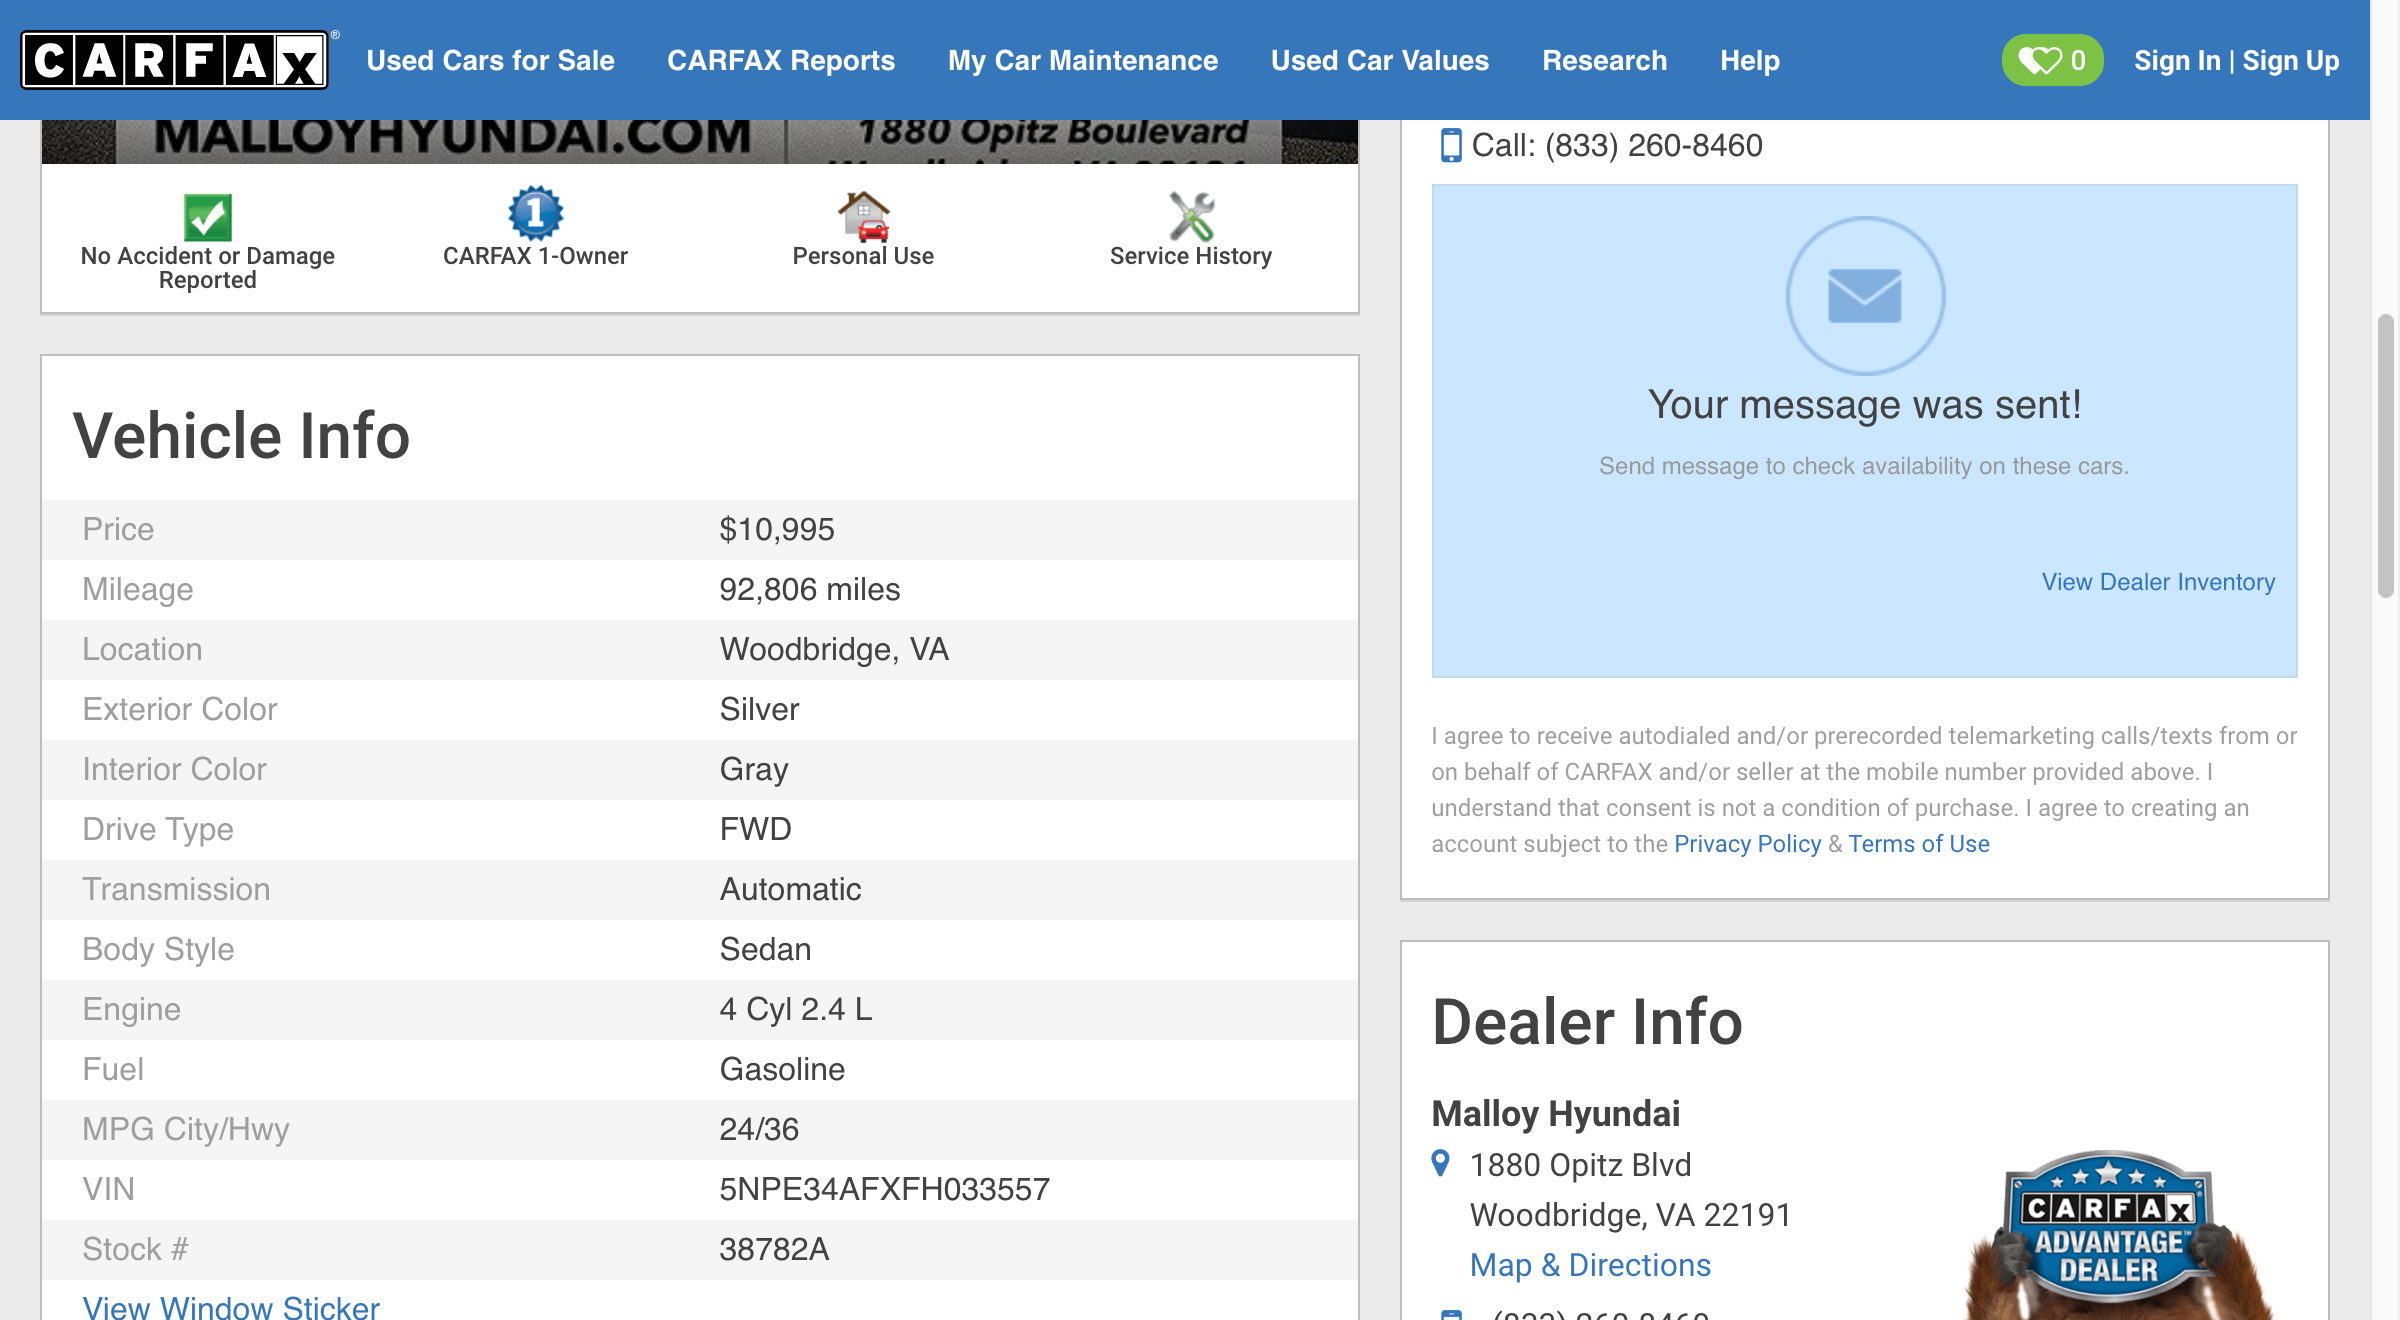 CARFAX®
Used Cars for Sale
CARFAX Reports
My Car Maintenance
Used Car Values
Research
Help
0
Sign In | Sign Up
MALLOYHYUNDAI.COM
1880 Opitz Boulevard
No Accident or Damage
Reported
1
CARFAX 1-Owner
Personal Use
Service History
Vehicle Info
Price $10,995
Mileage 92,806 miles
Location Woodbridge, VA
Exterior Color Silver
Interior Color Gray
Drive Type FWD
Transmission Automatic
Body Style Sedan
Engine 4 Cyl 2.4 L
Fuel Gasoline
MPG City/Hwy 24/36
VIN 5NPE34AFXFH033557
Stock # 38782A
View Window Sticker
Call: (833) 260-8460
Your message was sent!
Send message to check availability on these cars.
View Dealer Inventory
I agree to receive autodialed and/or prerecorded telemarketing calls/texts from or
on behalf of CARFAX and/or seller at the mobile number provided above. I
understand that consent is not a condition of purchase. I agree to creating an
account subject to the Privacy Policy & Terms of Use
Dealer Info
Malloy Hyundai
1880 Opitz Blvd
Woodbridge, VA 22191
Map & Directions
(833) 260-8460
CARFAX
ADVANTAGE™
DEALER